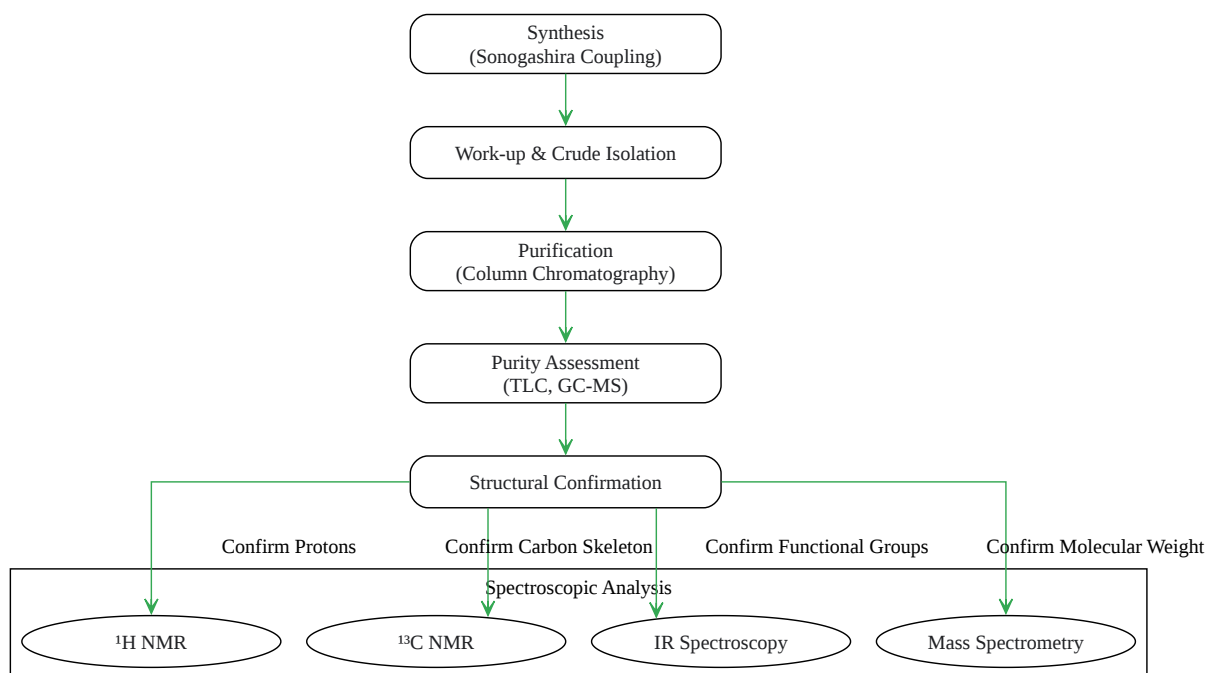 Synthesis
(Sonogashira Coupling)
Work-up & Crude Isolation
Purification
(Column Chromatography)
Purity Assessment
(TLC, GC-MS)
Structural Confirmation
Confirm Protons
Confirm Carbon Skeleton
Confirm Functional Groups
Confirm Molecular Weight
Spectroscopic Analysis
¹H NMR
¹³C NMR
IR Spectroscopy
Mass Spectrometry